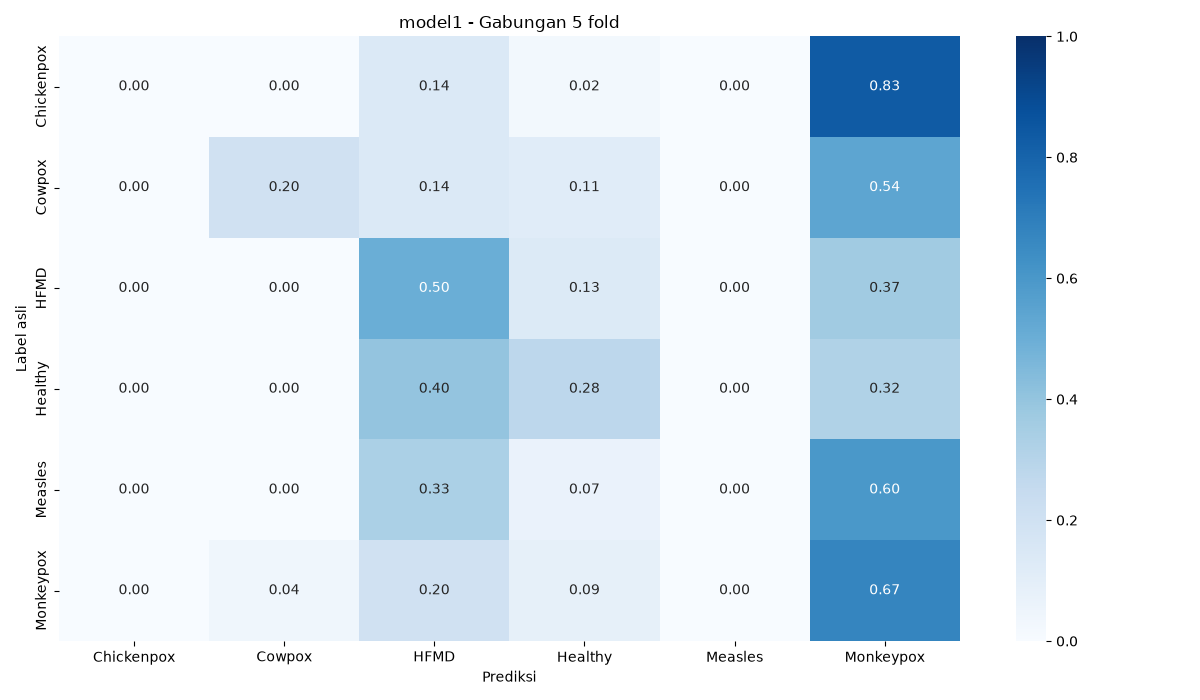 model1 - Gabungan 5 fold
Label asli
Chickenpox 0.00 0.00 0.14 0.02 0.00 0.83
Cowpox 0.00 0.20 0.14 0.11 0.00 0.54
HFMD 0.00 0.00 0.50 0.13 0.00 0.37
Healthy 0.00 0.00 0.40 0.28 0.00 0.32
Measles 0.00 0.00 0.33 0.07 0.00 0.60
Monkeypox 0.00 0.04 0.20 0.09 0.00 0.67
Chickenpox Cowpox HFMD Healthy Measles Monkeypox
Prediksi
1.0
0.8
0.6
0.4
0.2
0.0